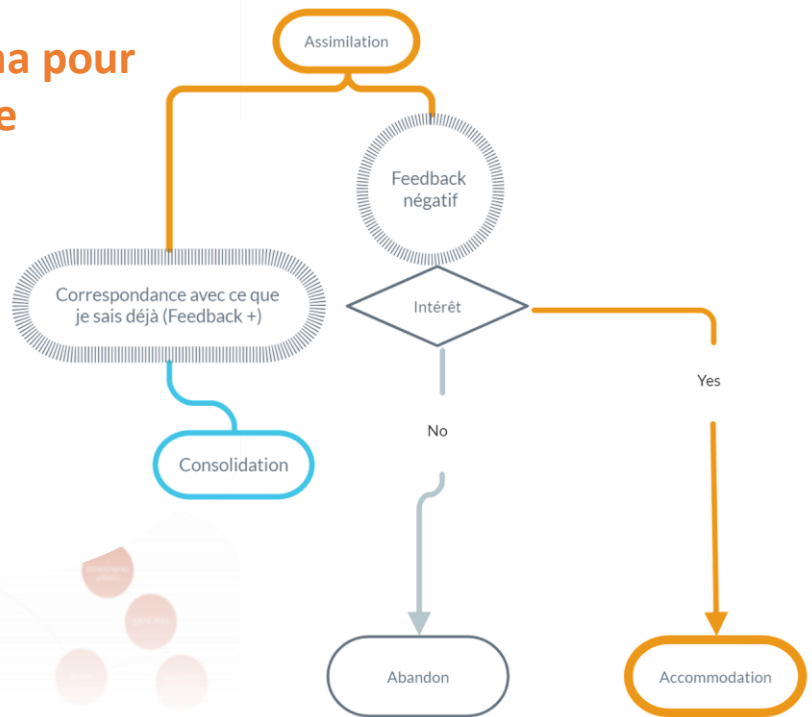 na pour
e
Assimilation
Feedback
négatif
Correspondance avec ce que
je sais déjà (Feedback +)
Intérêt
Yes
No
Consolidation
Abandon
Accommodation